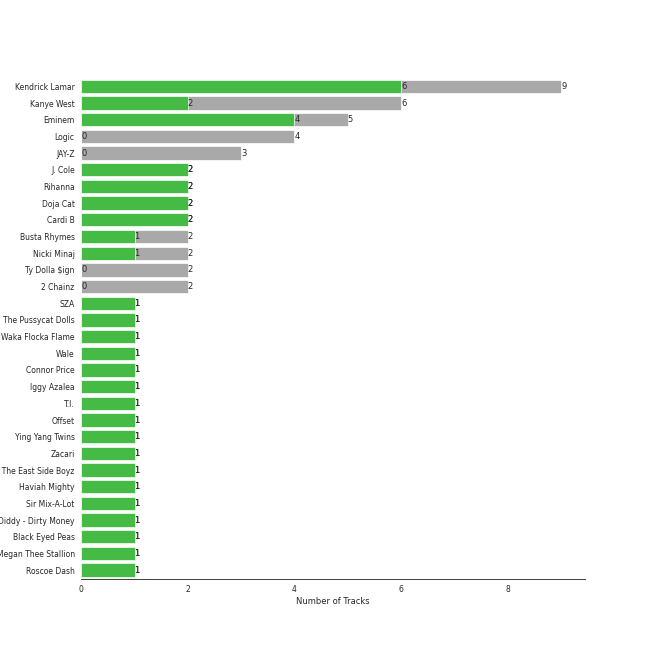 Kendrick Lamar 6 9
Kanye West 2 6
Eminem 4 5
Logic 0 4
JAY-Z 0 3
J. Cole 2
Rihanna 2
Doja Cat 2
Cardi B 2
Busta Rhymes 1 2
Nicki Minaj 1 2
Ty Dolla $ign 0 2
2 Chainz 0 2
SZA 1
The Pussycat Dolls 1
Waka Flocka Flame 1
Wale 1
Connor Price 1
Iggy Azalea 1
T.I. 1
Offset 1
Ying Yang Twins 1
Zacari 1
The East Side Boyz 1
Haviah Mighty 1
Sir Mix-A-Lot 1
Diddy - Dirty Money 1
Black Eyed Peas 1
Megan Thee Stallion 1
Roscoe Dash 1
0 2 4 6 8
Number of Tracks